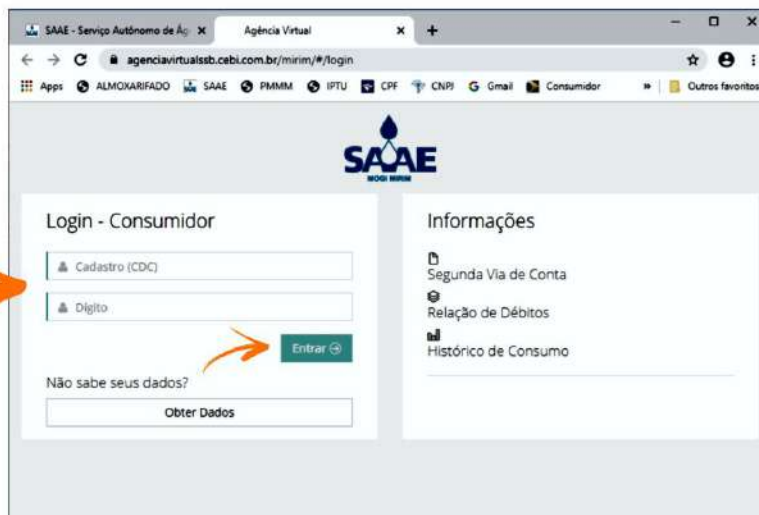 SAAE - Serviço Autônomo de Ág
Agência Virtual
agenciavirtualssb.cebi.com.br/mirim/#/login
Apps ALMOXARIFADO SAAE PMMM IPTU CPF CNPJ Gmail Consumidor » Outros favoritos
SAAE
MOGI MIRIM
Login - Consumidor
Cadastro (CDC)
Dígito
Entrar
Não sabe seus dados?
Obter Dados
Informações
Segunda Via de Conta
Relação de Débitos
Histórico de Consumo